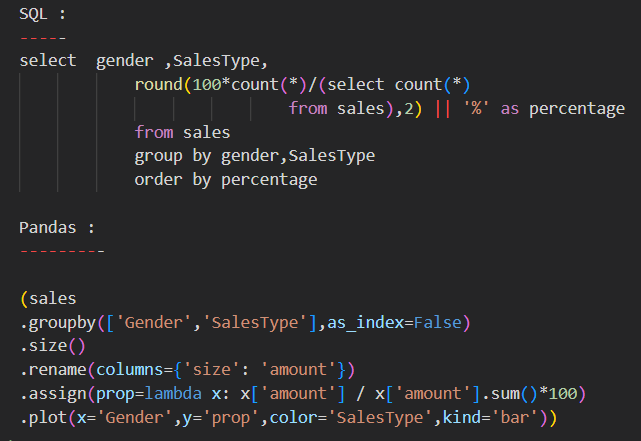 SQL :
-----
select  gender ,SalesType,
round(100*count(*)/(select count(*)
from sales),2) || '%' as percentage
from sales
group by gender,SalesType
order by percentage
Pandas :
---------
(sales
.groupby(['Gender','SalesType'],as_index=False)
.size()
.rename(columns={'size': 'amount'})
.assign(prop=lambda x: x['amount'] / x['amount'].sum()*100)
.plot(x='Gender',y='prop',color='SalesType',kind='bar'))